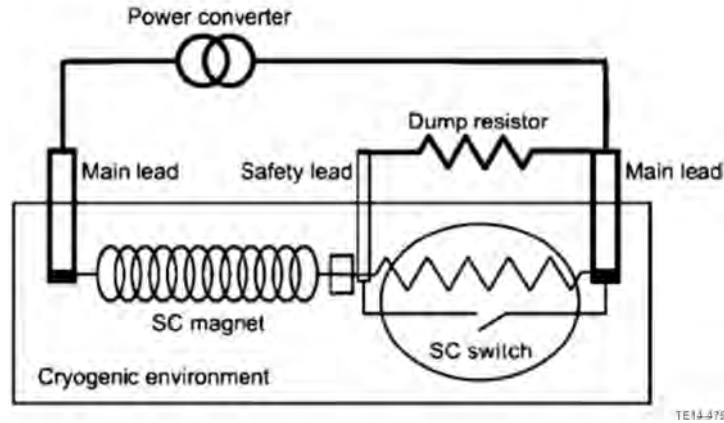 Power converter
Dump resistor
Main lead
Safety lead
Main lead
SC magnet
SC switch
Cryogenic environment